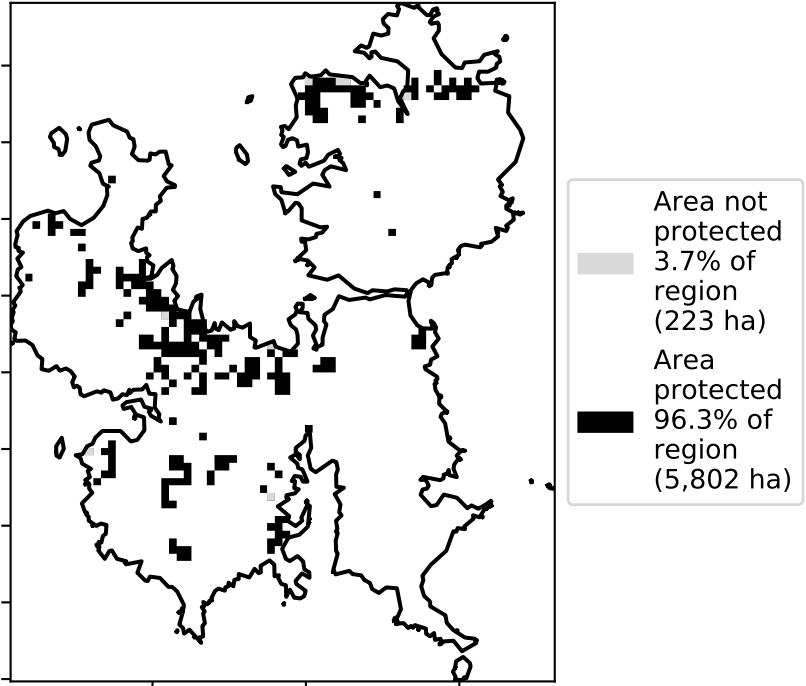 Area not
protected
3.7% of
region
(223 ha)
Area
protected
96.3% of
region
(5,802 ha)